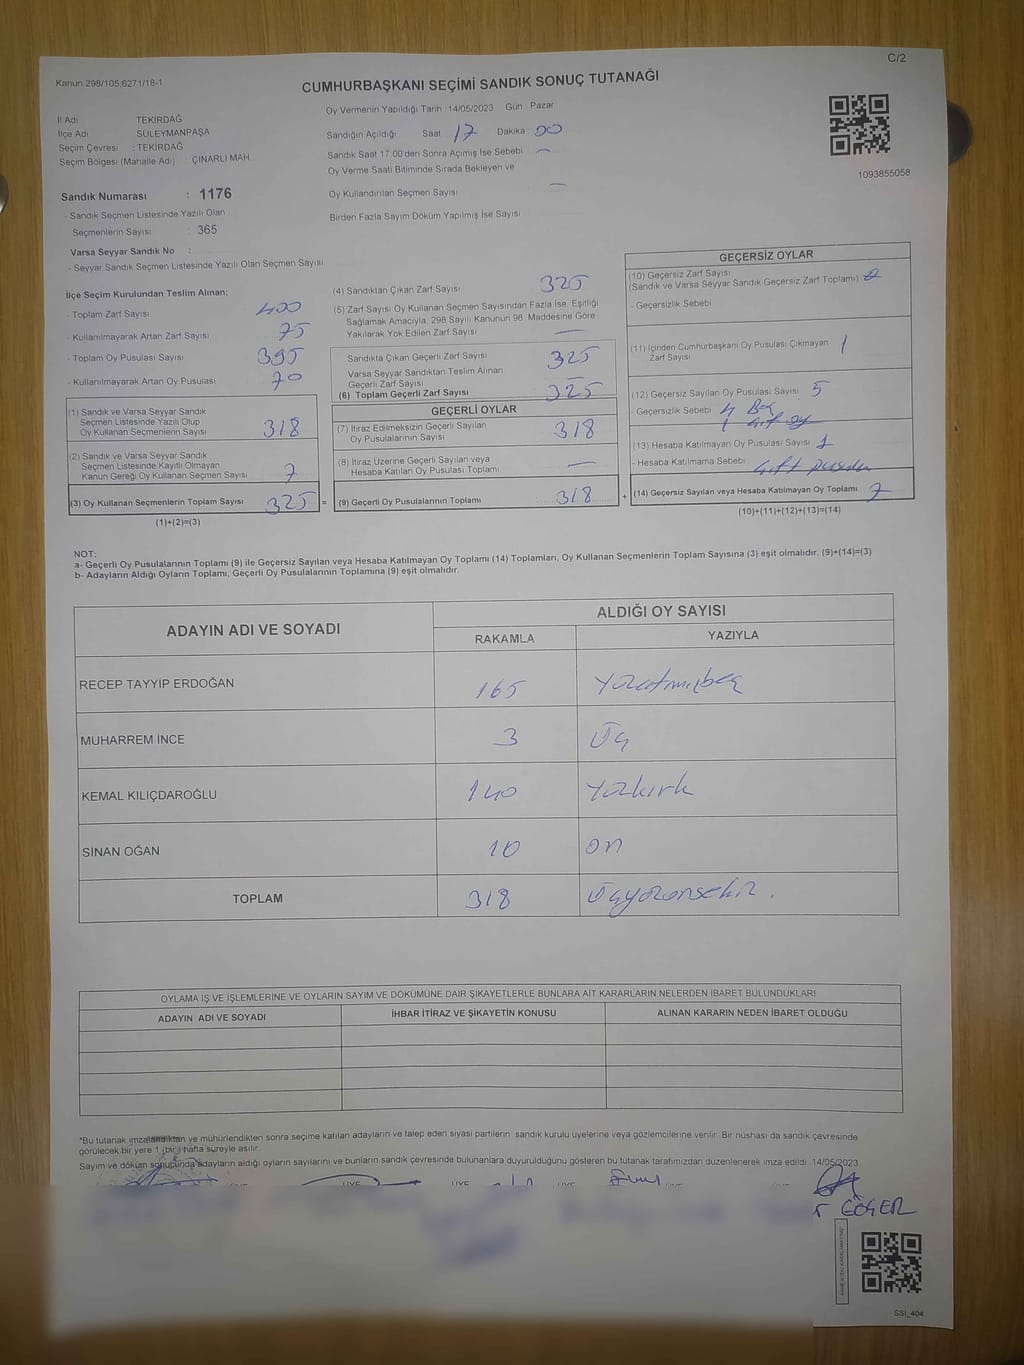 C/2
Kanun:298/105;6271/18-1
CUMHURBAŞKANI SEÇİMİ SANDIK SONUÇ TUTANAĞI
İl Adı TEKİRDAĞ
İlçe Adı SÜLEYMANPAŞA
Seçim Çevresi : TEKİRDAĞ
Seçim Bölgesi (Mahalle Adı) ÇINARLI MAH.
Oy Vermenin Yapıldığı Tarih : 14/05/2023 Gün Pazar
Sandığın Açıldığı Saat 17 Dakika : 00
Sandık Saat 17:00'den Sonra Açımış İse Sebebi —
Oy Verme Saati Bitiminde Sırada Bekleyen ve
Oy Kullandırılan Seçmen Sayısı —
Birden Fazla Sayım Döküm Yapılmış İse Sayısı
1093855058
Sandık Numarası : 1176
- Sandık Seçmen Listesinde Yazılı Olan
Seçmenlerin Sayısı : 365
Varsa Seyyar Sandık No :
- Seyyar Sandık Seçmen Listesinde Yazılı Olan Seçmen Sayısı
İlçe Seçim Kurulundan Teslim Alınan;
- Toplam Zarf Sayısı 400
- Kullanılmayarak Artan Zarf Sayısı 75
- Toplam Oy Pusulası Sayısı 395
- Kullanılmayarak Artan Oy Pusulası 70
(1) Sandık ve Varsa Seyyar Sandık
Seçmen Listesinde Yazılı Olup
Oy Kullanan Seçmenlerin Sayısı 318
(2) Sandık ve Varsa Seyyar Sandık
Seçmen Listesinde Kayıtlı Olmayan
Kanun Gereği Oy Kullanan Seçmen Sayısı 7
(3) Oy Kullanan Seçmenlerin Toplam Sayısı 325 =
(1)+(2)=(3)
(4) Sandıktan Çıkan Zarf Sayısı 325
(5) Zarf Sayısı Oy Kullanan Seçmen Sayısından Fazla İse, Eşitliği
Sağlamak Amacıyla, 298 Sayılı Kanunun 98. Maddesine Göre
Yakılarak Yok Edilen Zarf Sayısı —
Sandıkta Çıkan Geçerli Zarf Sayısı 325
Varsa Seyyar Sandıktan Teslim Alınan
Geçerli Zarf Sayısı —
(6) Toplam Geçerli Zarf Sayısı 325
GEÇERLİ OYLAR
(7) İtiraz Edilmeksizin Geçerli Sayılan
Oy Pusulalarının Sayısı 318
(8) İtiraz Üzerine Geçerli Sayılan veya
Hesaba Katılan Oy Pusulası Toplamı —
(9) Geçerli Oy Pusulalarının Toplamı 318 +
GEÇERSİZ OYLAR
(10) Geçersiz Zarf Sayısı
(Sandık ve Varsa Seyyar Sandık Geçersiz Zarf Toplamı)
- Geçersizlik Sebebi
(11) İçinden Cumhurbaşkanı Oy Pusulası Çıkmayan
Zarf Sayısı 1
(12) Geçersiz Sayılan Oy Pusulası Sayısı 5
- Geçersizlik Sebebi 4 Boş
1 çift oy
(13) Hesaba Katılmayan Oy Pusulası Sayısı 1
- Hesaba Katılmama Sebebi çift pusula
(14) Geçersiz Sayılan veya Hesaba Katılmayan Oy Toplamı 7
(10)+(11)+(12)+(13)=(14)
NOT:
a- Geçerli Oy Pusulalarının Toplamı (9) ile Geçersiz Sayılan veya Hesaba Katılmayan Oy Toplamı (14) Toplamları, Oy Kullanan Seçmenlerin Toplam Sayısına (3) eşit olmalıdır. (9)+(14)=(3)
b- Adayların Aldığı Oyların Toplamı, Geçerli Oy Pusulalarının Toplamına (9) eşit olmalıdır.
ADAYIN ADI VE SOYADI ALDIĞI OY SAYISI
RAKAMLA YAZIYLA
RECEP TAYYİP ERDOĞAN 165 Yüzatmışbeş
MUHARREM İNCE 3 Üç
KEMAL KILIÇDAROĞLU 140 Yüzkırk
SİNAN OĞAN 10 on
TOPLAM 318 Üçyüzonsekiz.
OYLAMA İŞ VE İŞLEMLERİNE VE OYLARIN SAYIM VE DÖKÜMÜNE DAİR ŞİKAYETLERLE BUNLARA AİT KARARLARIN NELERDEN İBARET BULUNDUKLARI
ADAYIN ADI VE SOYADI İHBAR İTİRAZ VE ŞİKAYETİN KONUSU ALINAN KARARIN NEDEN İBARET OLDUĞU
*Bu tutanak imzalandıktan ve mühürlendikten sonra seçime katılan adayların ve talep eden siyasi partilerin sandık kurulu üyelerine veya gözlemcilerine verilir. Bir nüshası da sandık çevresinde
görülecek bir yere 1 (bir) hafta süreyle asılır.
Sayım ve döküm sonucunda adayların aldığı oyların sayılarını ve bunların sandık çevresinde bulunanlara duyurulduğunu gösteren bu tutanak tarafımızdan düzenlenerek imza edildi. 14/05/2023
ÜYE ÜYE ÜYE
GÖÇER
SSİ_404